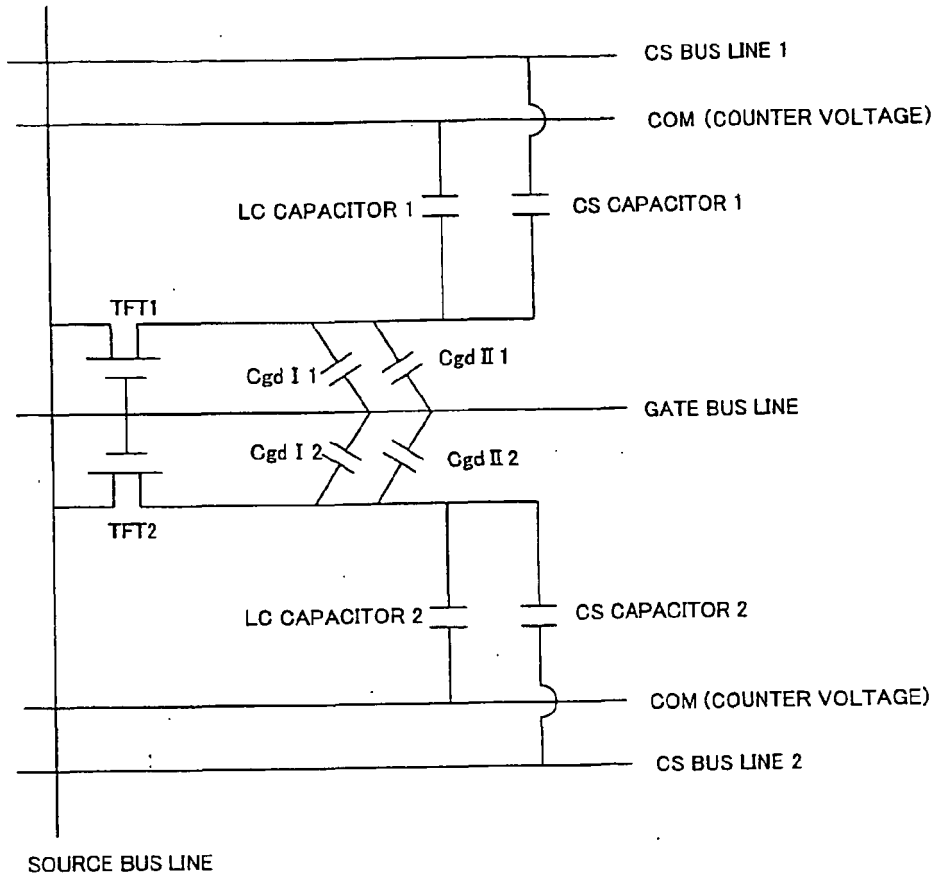 CS BUS LINE 1
COM (COUNTER VOLTAGE)
LC CAPACITOR 1
CS CAPACITOR 1
TFT1
Cgd Ⅰ 1
Cgd Ⅱ 1
GATE BUS LINE
Cgd Ⅰ 2
Cgd Ⅱ 2
TFT2
LC CAPACITOR 2
CS CAPACITOR 2
COM (COUNTER VOLTAGE)
CS BUS LINE 2
SOURCE BUS LINE